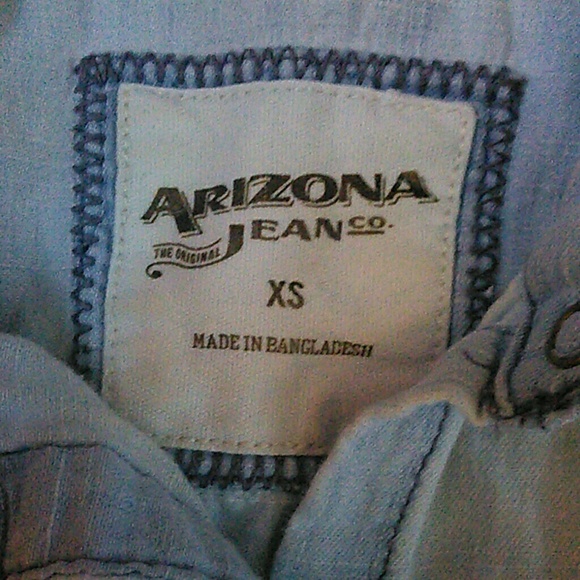 ARIZONA
JEAN CO.
THE ORIGINAL
XS
MADE IN BANGLADESH